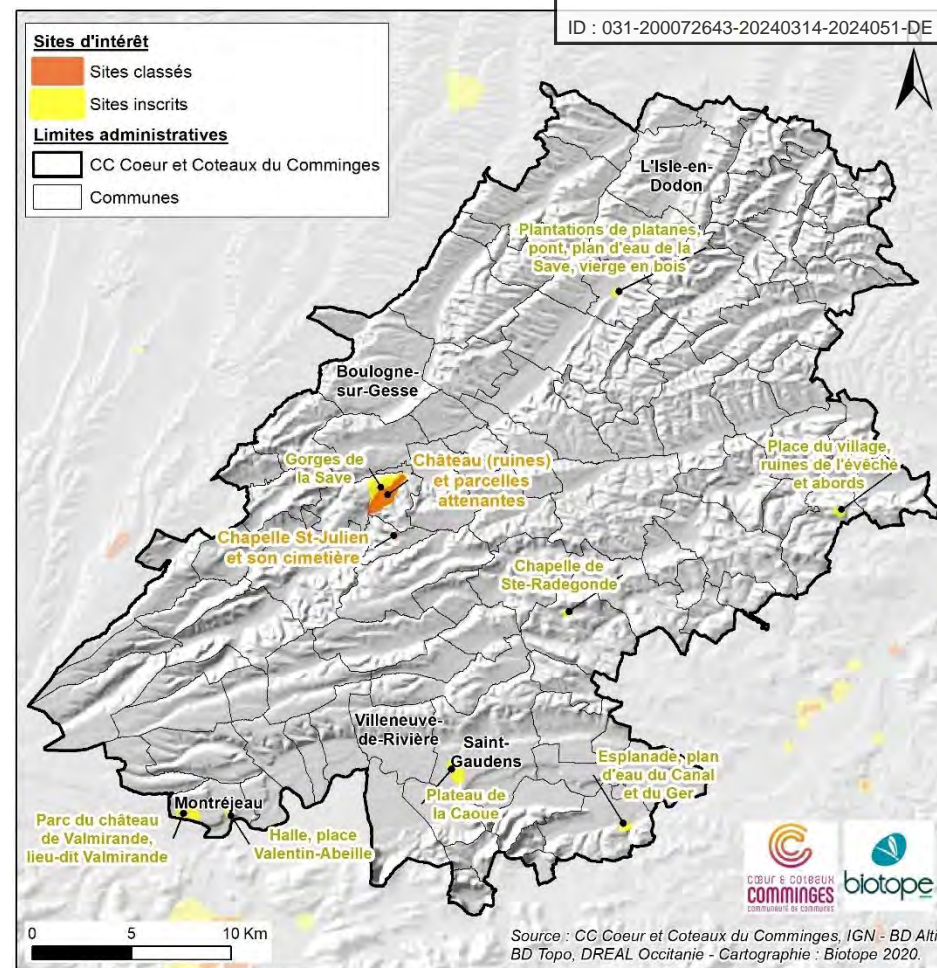 ID : 031-200072643-20240314-2024051-DE
Sites d'intérêt
Sites classés
Sites inscrits
Limites administratives
CC Coeur et Coteaux du Comminges
Communes
L'Isle-en-
Dodon
Plantations de platanes,
pont, plan d'eau de la
Save, vierge en bois
Boulogne-
sur-Gesse
Gorges de
la Save
Château (ruines)
et parcelles
attenantes
Place du village,
ruines de l'évêché
et abords
Chapelle St-Julien
et son cimetière
Chapelle de
Ste-Radegonde
Villeneuve-
de-Rivière
Saint-
Gaudens
Esplanade, plan
d'eau du Canal
et du Ger
Plateau de
la Caoue
Montréjeau
Parc du château
de Valmirande,
lieu-dit Valmirande
Halle, place
Valentin-Abeille
CŒUR & COTEAUX
COMMINGES
COMMUNAUTÉ DE COMMUNES
biotope
0 5 10 Km
Source : CC Coeur et Coteaux du Comminges, IGN - BD Alti
BD Topo, DREAL Occitanie - Cartographie : Biotope 2020.